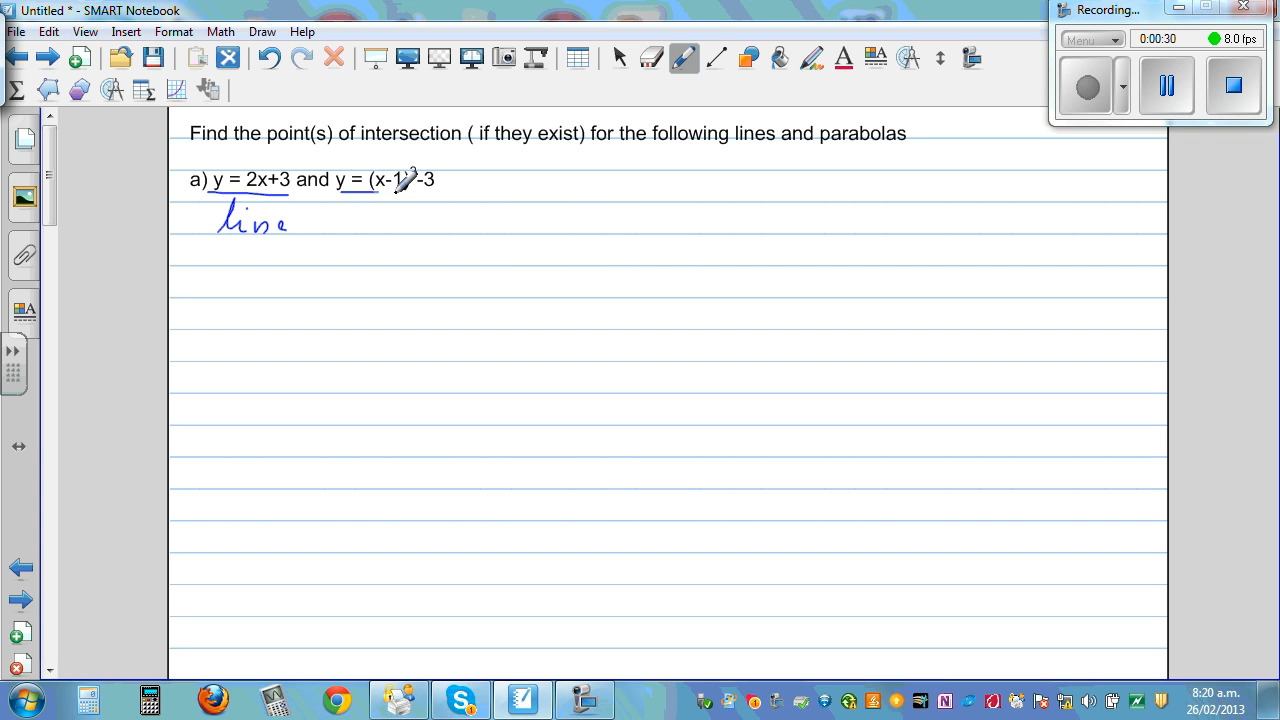 Untitled * - SMART Notebook
Recording...
File Edit View Insert Format Math Draw Help
Menu 0:00:30 8.0 fps
Find the point(s) of intersection ( if they exist) for the following lines and parabolas
a) y = 2x+3 and y = (x-1)²-3
line
8:20 a.m.
26/02/2013